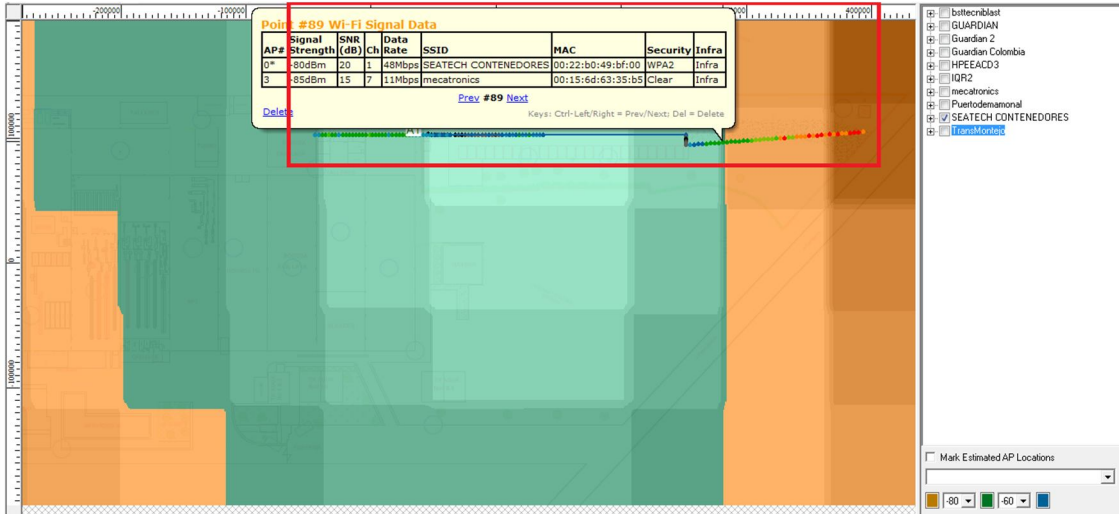 -200000 -100000 400000
Point #89 Wi-Fi Signal Data
AP# Signal Strength SNR (dB) Ch Data Rate SSID MAC Security Infra
0* -80dBm 20 1 48Mbps SEATECH CONTENEDORES 00:22:b0:49:bf:00 WPA2 Infra
3 -85dBm 15 7 11Mbps mecatronics 00:15:6d:63:35:b5 Clear Infra
Prev #89 Next
Delete Keys: Ctrl-Left/Right = Prev/Next; Del = Delete
100000
0
-100000
bsttecniblast
GUARDIAN
Guardian 2
Guardian Colombia
HPEEACD3
IQR2
mecatronics
Puertodemamonal
SEATECH CONTENEDORES
TransMontejo
Mark Estimated AP Locations
-80 -60